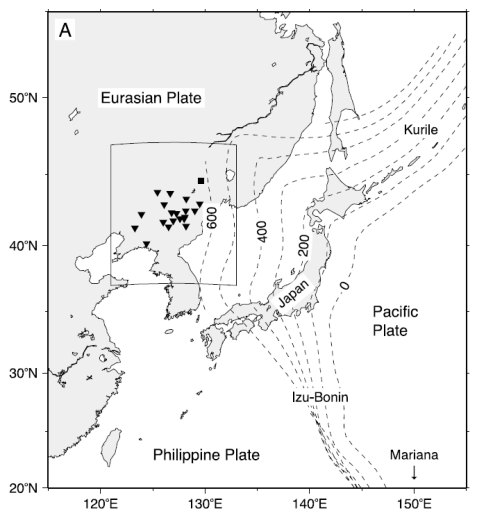 A
Eurasian Plate
50°N
Kurile
600
400
200
40°N
0
Japan
Pacific
Plate
30°N
Izu-Bonin
Philippine Plate
Mariana
20°N
120°E
130°E
140°E
150°E